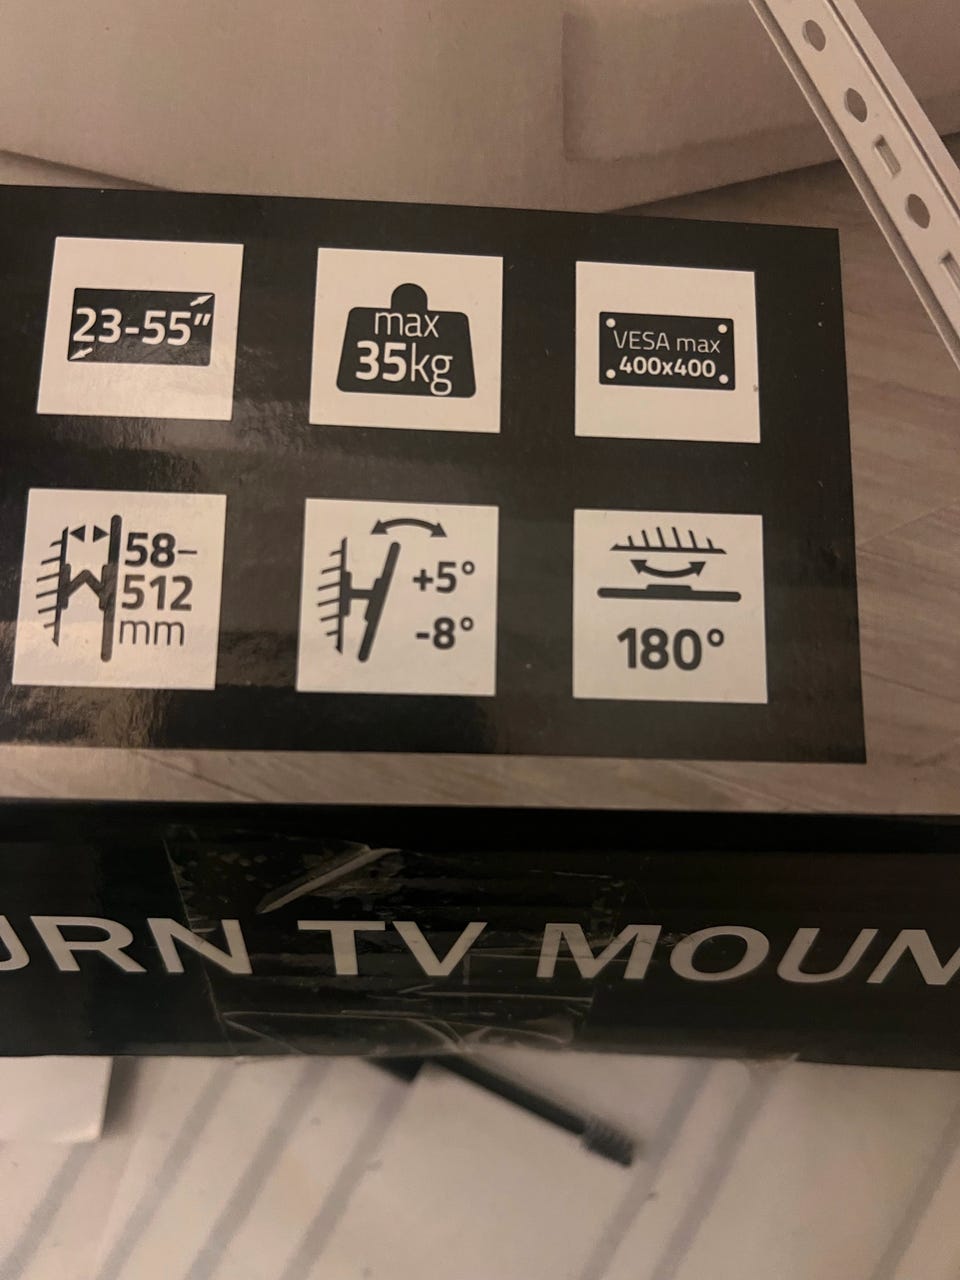 23-55"
max
35kg
VESA max
400x400
58–
512
mm
+5°
-8°
180°
URN TV MOUN